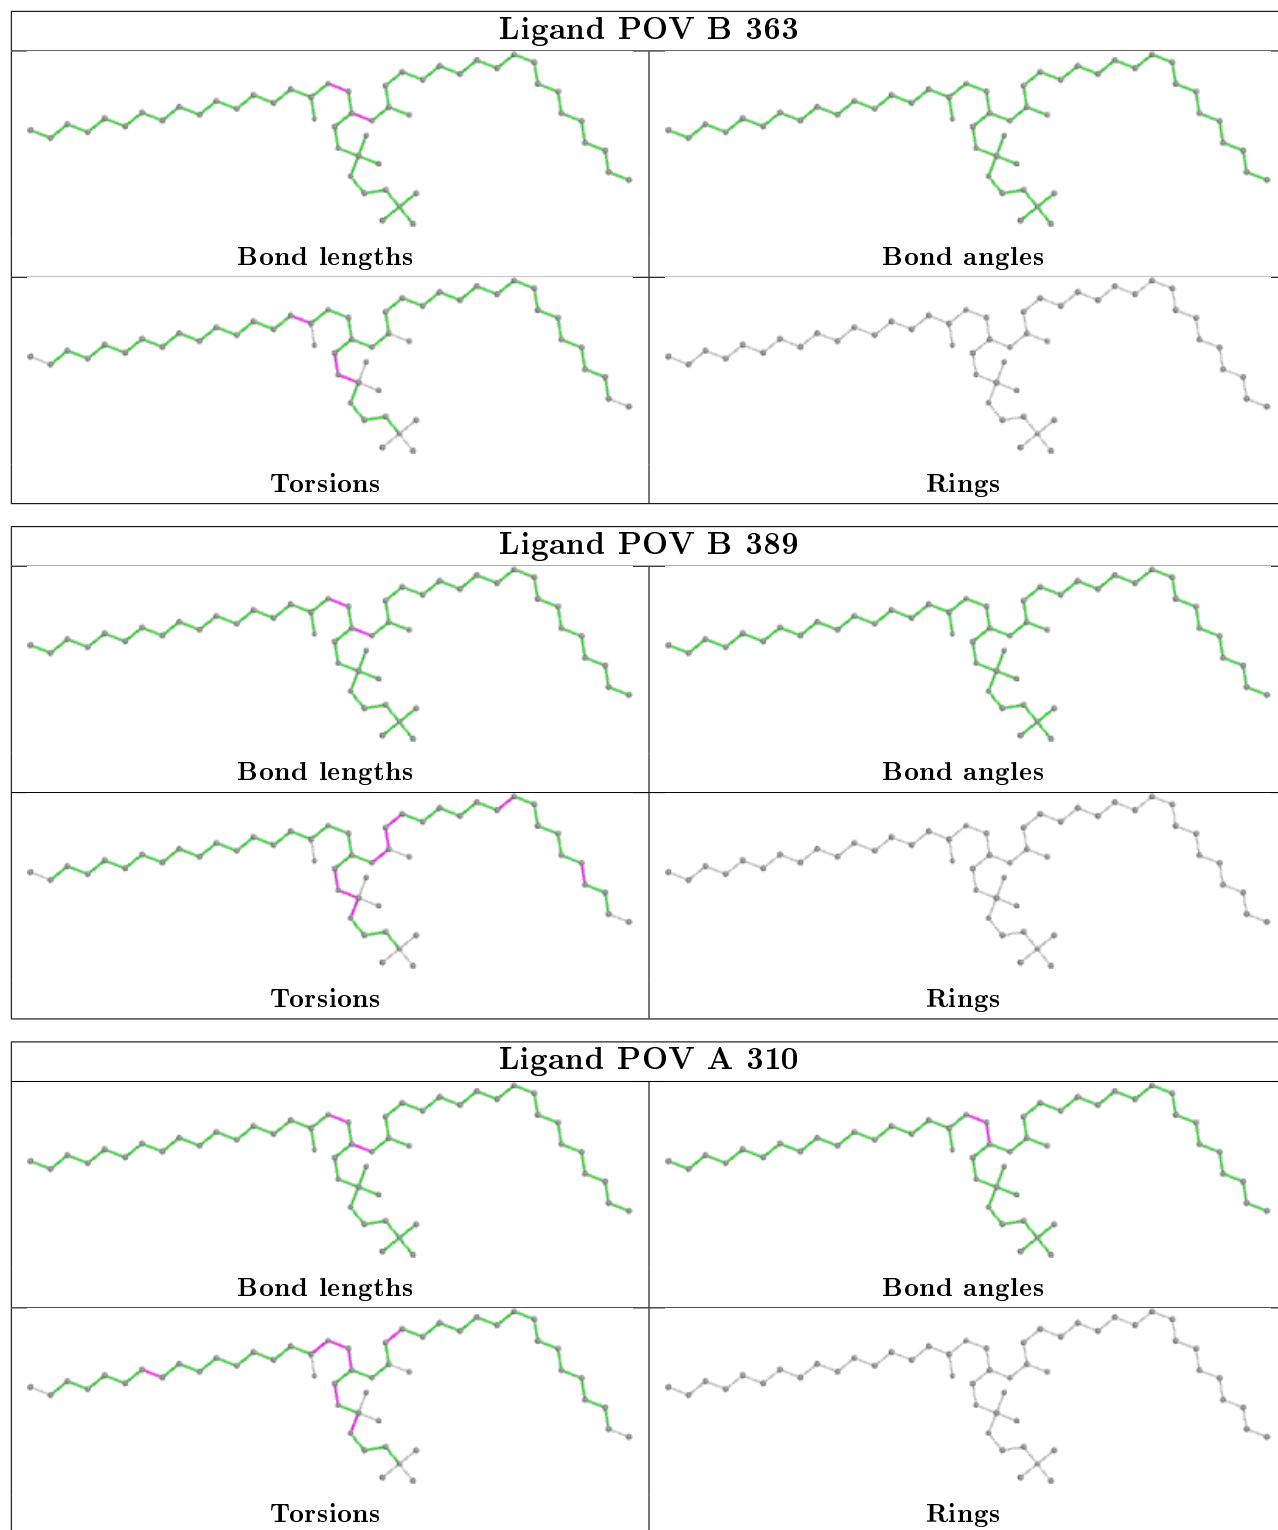 Ligand POV B 363
Bond lengths
Bond angles
Torsions
Rings
Ligand POV B 389
Bond lengths
Bond angles
Torsions
Rings
Ligand POV A 310
Bond lengths
Bond angles
Torsions
Rings